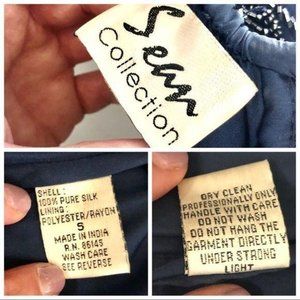 Sean
Collection
SHELL:
100% PURE SILK
LINING:
POLYESTER/RAYON
S
MADE IN INDIA
R.N. 86145
WASH CARE
SEE REVERSE
DRY CLEAN
PROFESSIONALLY ONLY
HANDLE WITH CARE
DO NOT WASH
DO NOT HANG THE
GARMENT DIRECTLY
UNDER STRONG
LIGHT